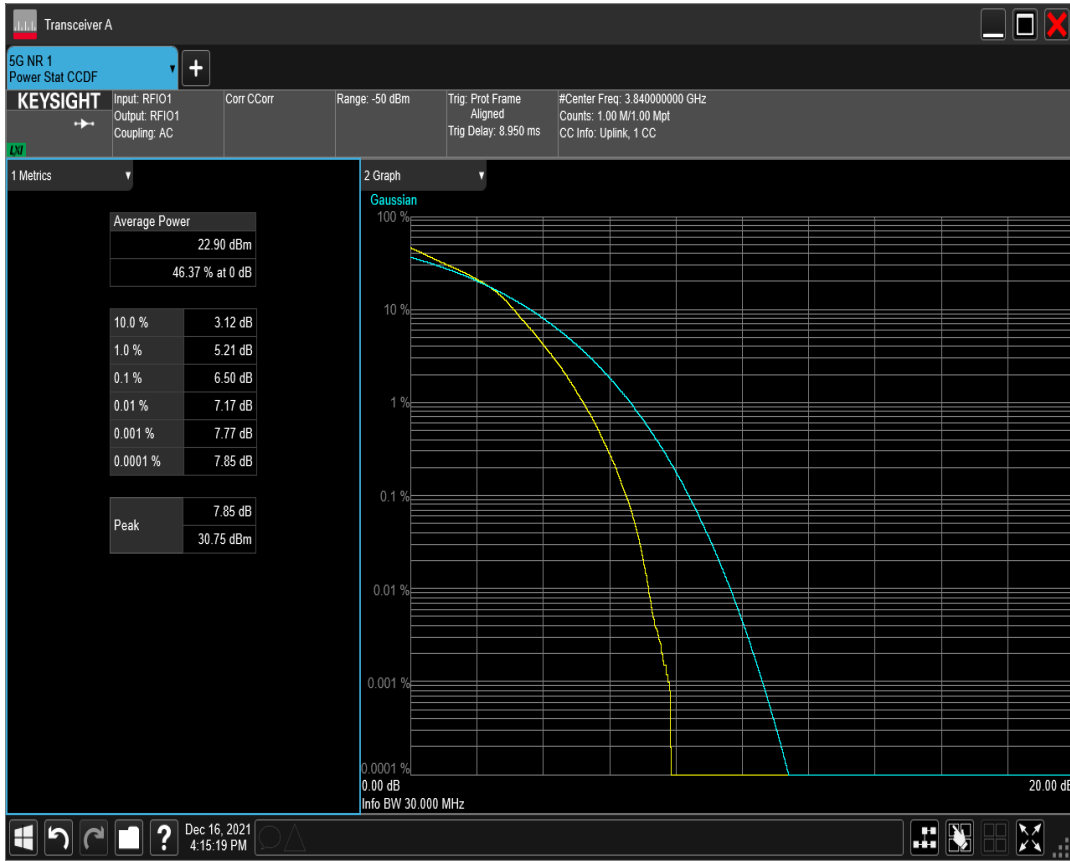 Transceiver A
5G NR 1
Power Stat CCDF
KEYSIGHT
LXI
Input: RFIO1
Output: RFIO1
Coupling: AC
Corr CCorr
Range: -50 dBm
Trig: Prot Frame
Aligned
Trig Delay: 8.950 ms
#Center Freq: 3.840000000 GHz
Counts: 1.00 M/1.00 Mpt
CC Info: Uplink, 1 CC
1 Metrics
Average Power
22.90 dBm
46.37 % at 0 dB
10.0 % 3.12 dB
1.0 % 5.21 dB
0.1 % 6.50 dB
0.01 % 7.17 dB
0.001 % 7.77 dB
0.0001 % 7.85 dB
Peak
7.85 dB
30.75 dBm
2 Graph
Gaussian
100 %
10 %
1 %
0.1 %
0.01 %
0.001 %
0.0001 %
0.00 dB 20.00 dB
Info BW 30.000 MHz
? Dec 16, 2021
4:15:19 PM